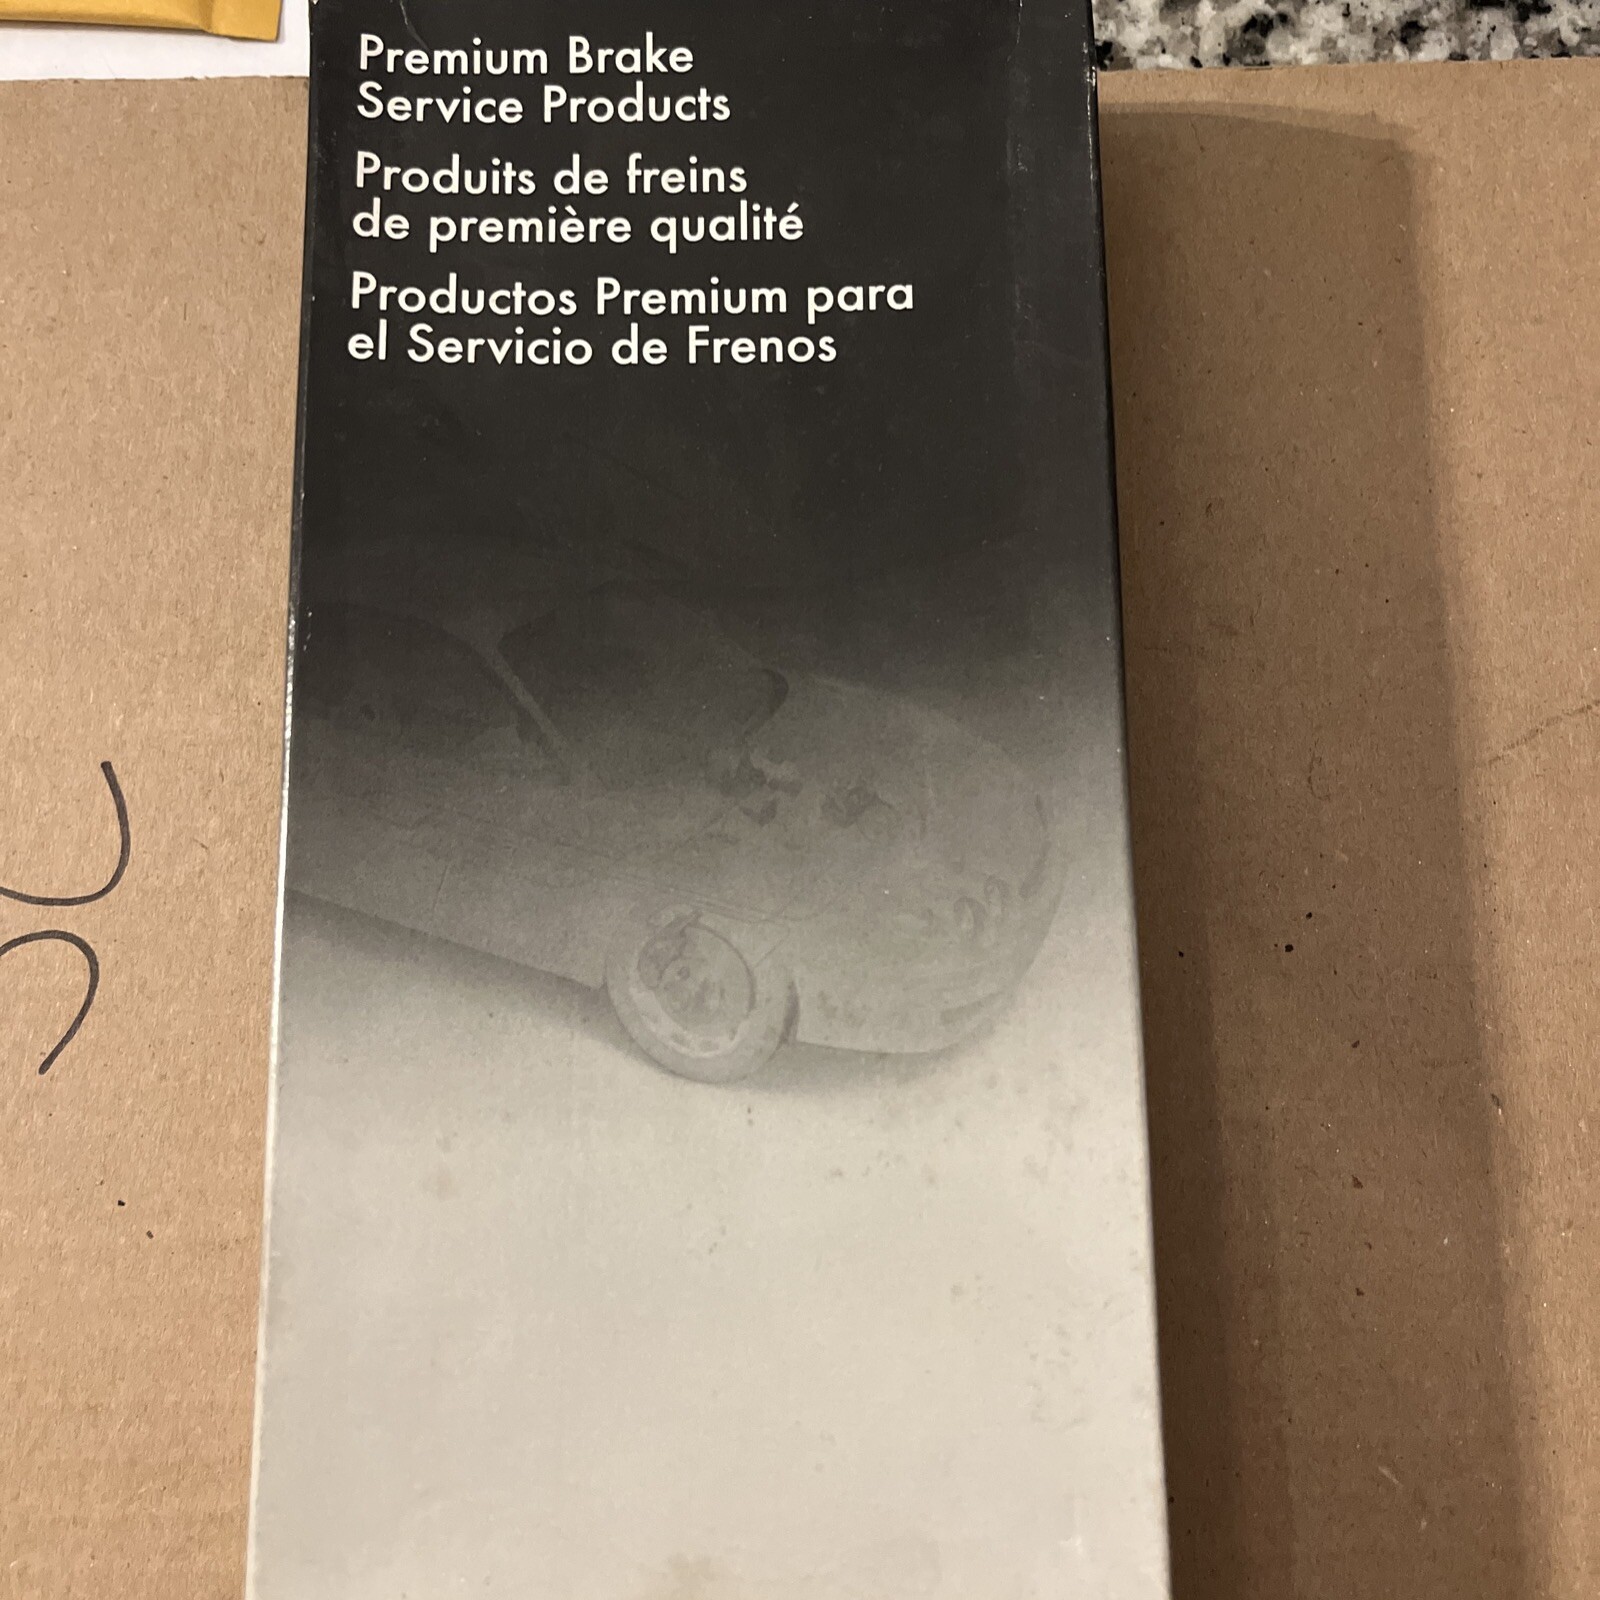 Premium Brake
Service Products
Produits de freins
de première qualité
Productos Premium para
el Servicio de Frenos